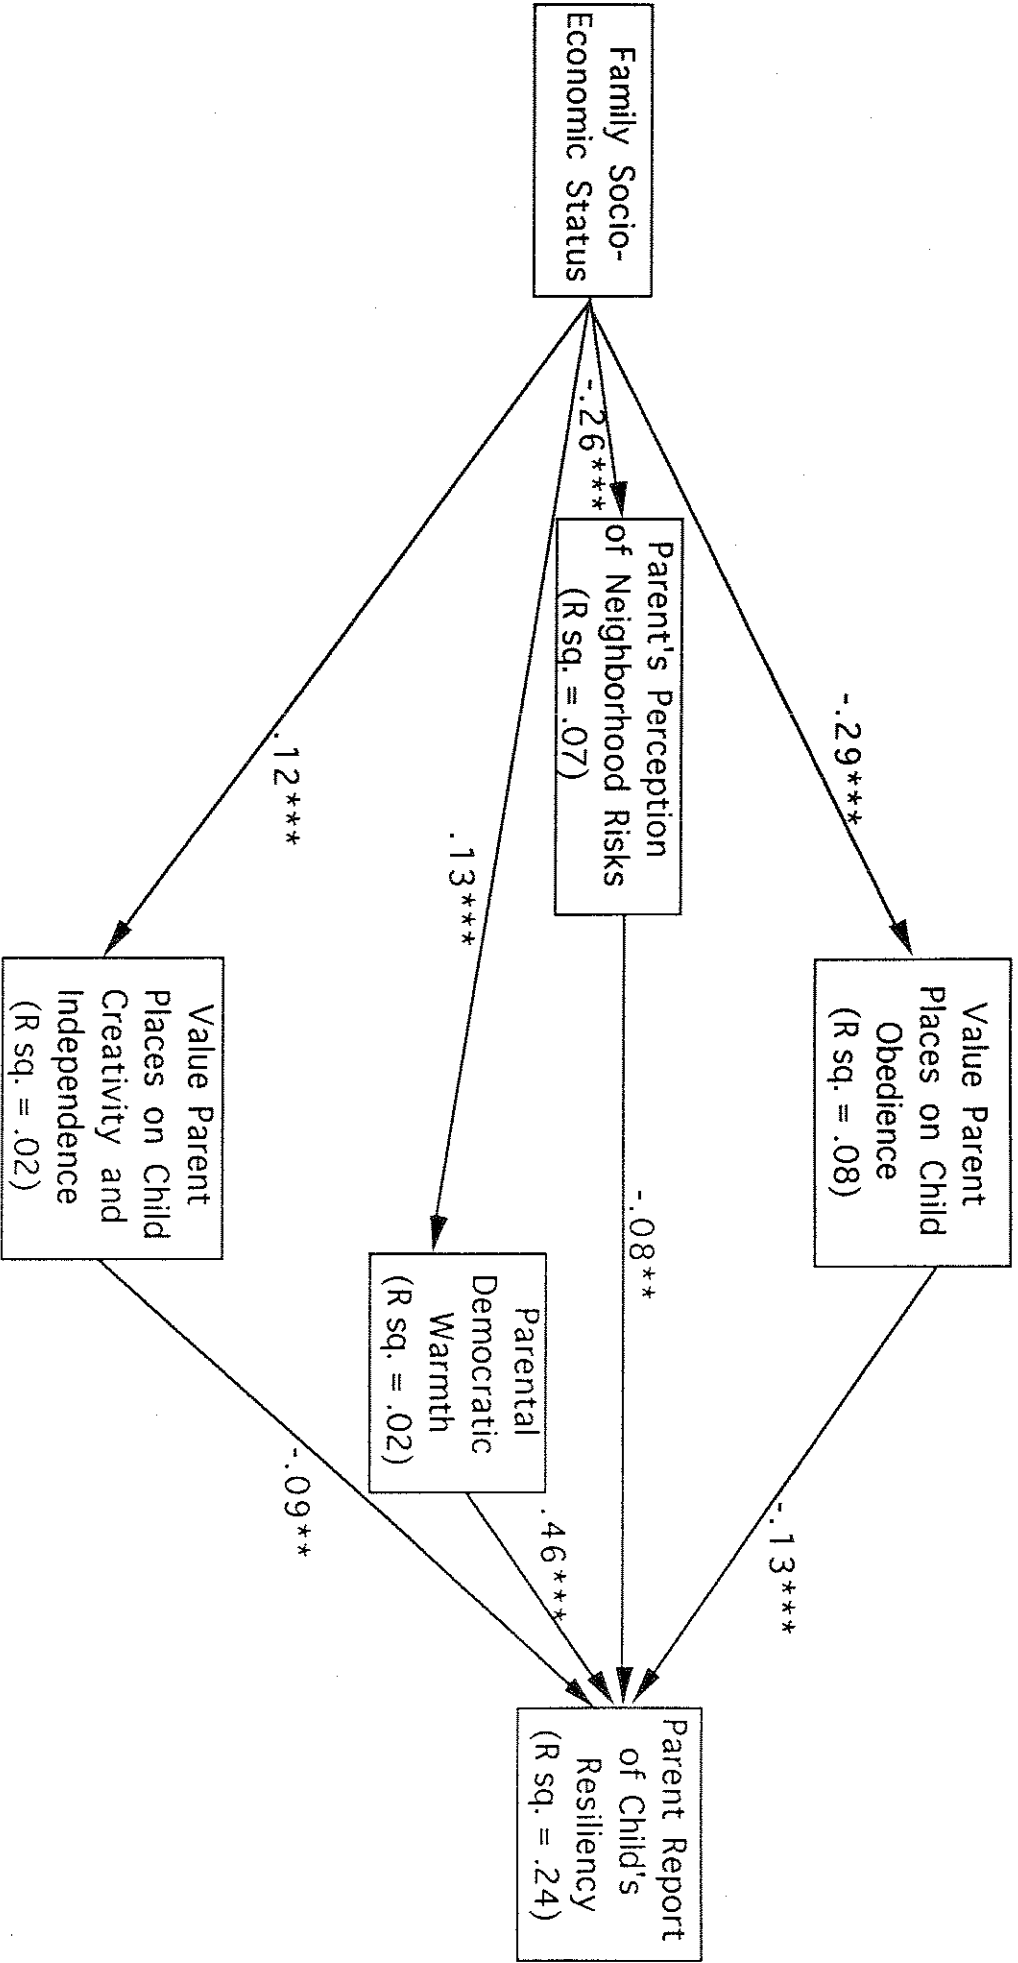 Family Socio-
Economic Status
-.29***
-.26***
.13***
.12***
Value Parent
Places on Child
Obedience
(R sq. = .08)
Parent's Perception
of Neighborhood Risks
(R sq. = .07)
Parental
Democratic
Warmth
(R sq. = .02)
Value Parent
Places on Child
Creativity and
Independence
(R sq. = .02)
-.13***
-.08**
.46***
-.09**
Parent Report
of Child's
Resiliency
(R sq. = .24)